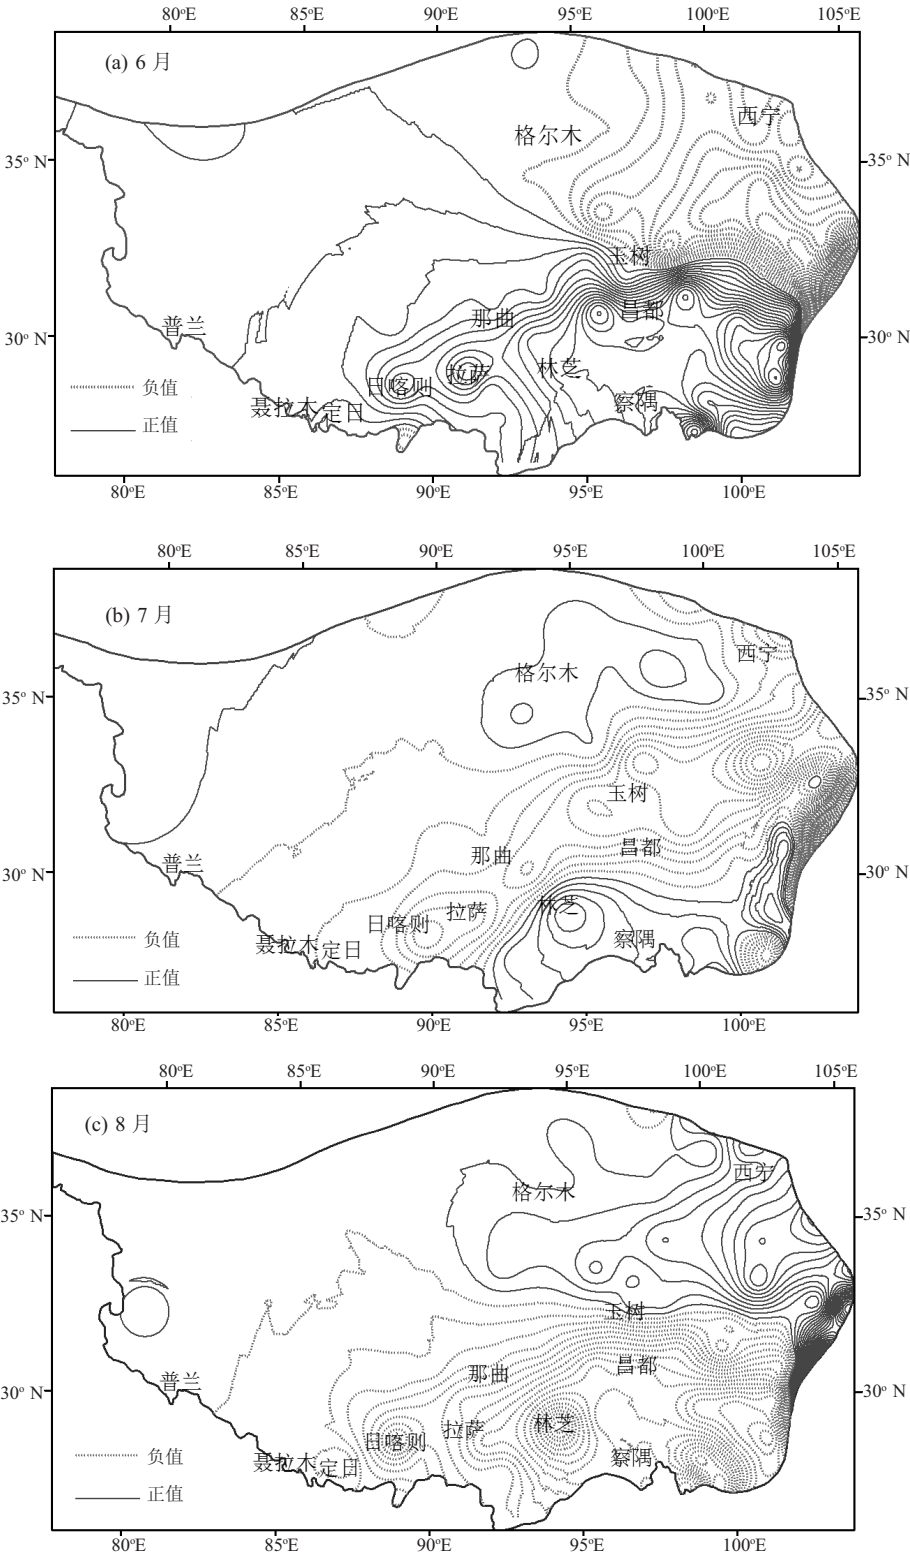 80°E 85°E 90°E 95°E 100°E 105°E
(a) 6 月
西宁
格尔木
35° N 35° N
玉树
那曲 昌都
普兰
30° N 30° N
林芝
拉萨
日喀则
负值
察隅
聂拉木 定日
正值
80°E 85°E 90°E 95°E 100°E
80°E 85°E 90°E 95°E 100°E 105°E
(b) 7 月
西宁
格尔木
35° N 35° N
玉树
昌都
那曲
普兰
30° N 30° N
林芝
拉萨
日喀则
负值
察隅
聂拉木 定日
正值
80°E 85°E 90°E 95°E 100°E
80°E 85°E 90°E 95°E 100°E 105°E
(c) 8 月
西宁
格尔木
35° N 35° N
玉树
昌都
那曲
普兰
30° N 30° N
林芝
拉萨
日喀则
负值
察隅
聂拉木 定日
正值
80°E 85°E 90°E 95°E 100°E